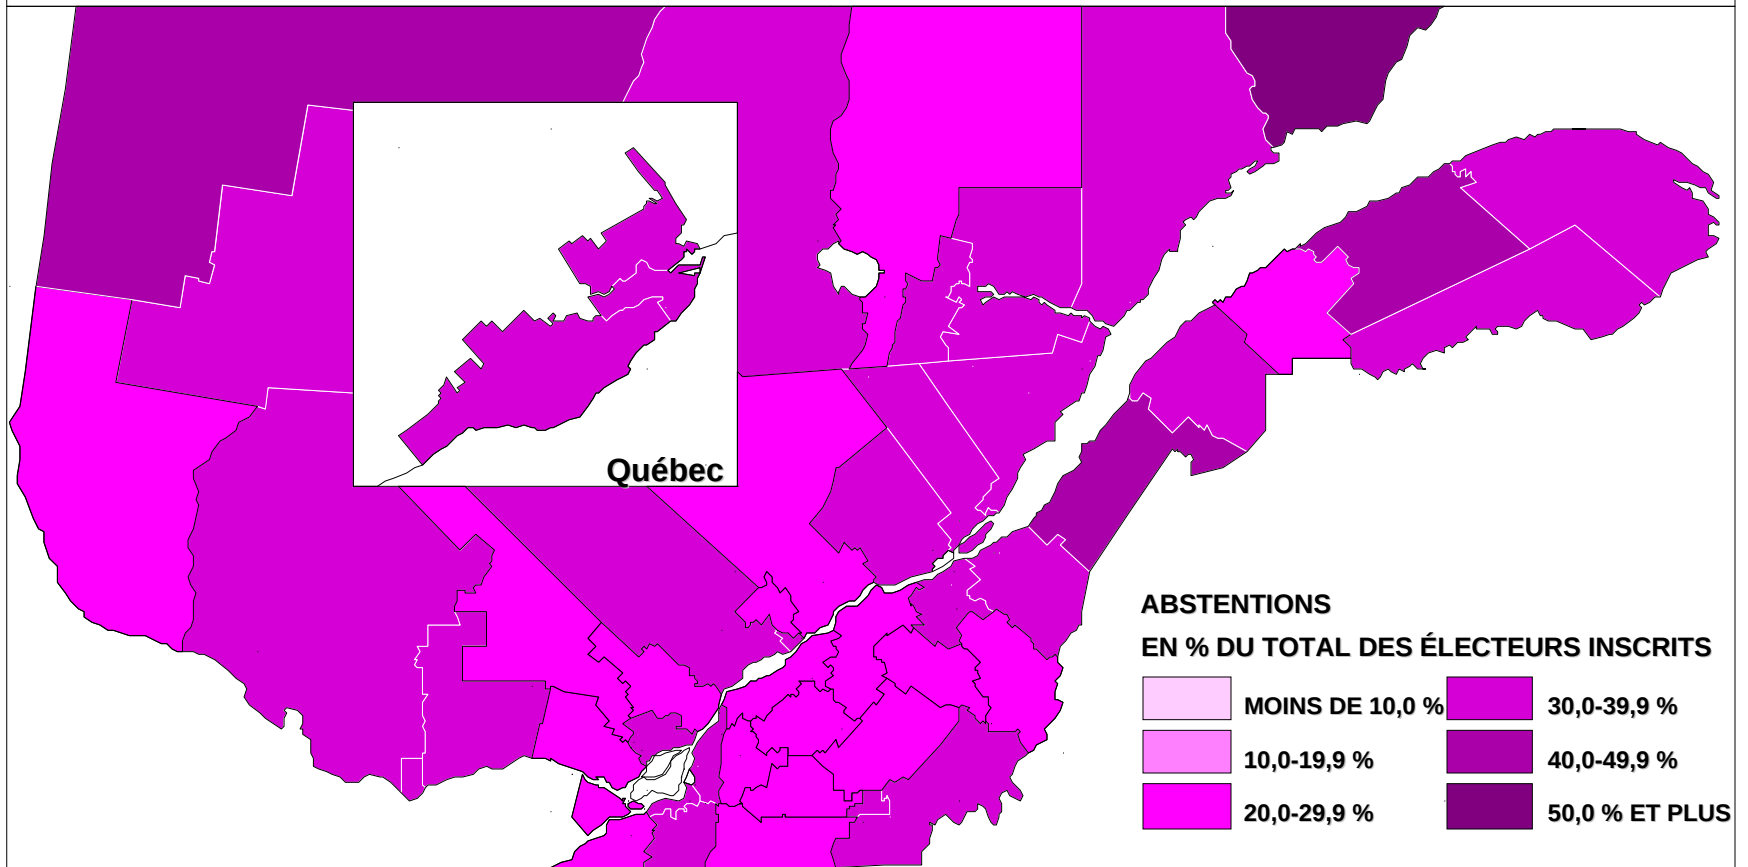 Québec
ABSTENTIONS
EN % DU TOTAL DES ÉLECTEURS INSCRITS
MOINS DE 10,0 %
30,0-39,9 %
10,0-19,9 %
40,0-49,9 %
20,0-29,9 %
50,0 % ET PLUS